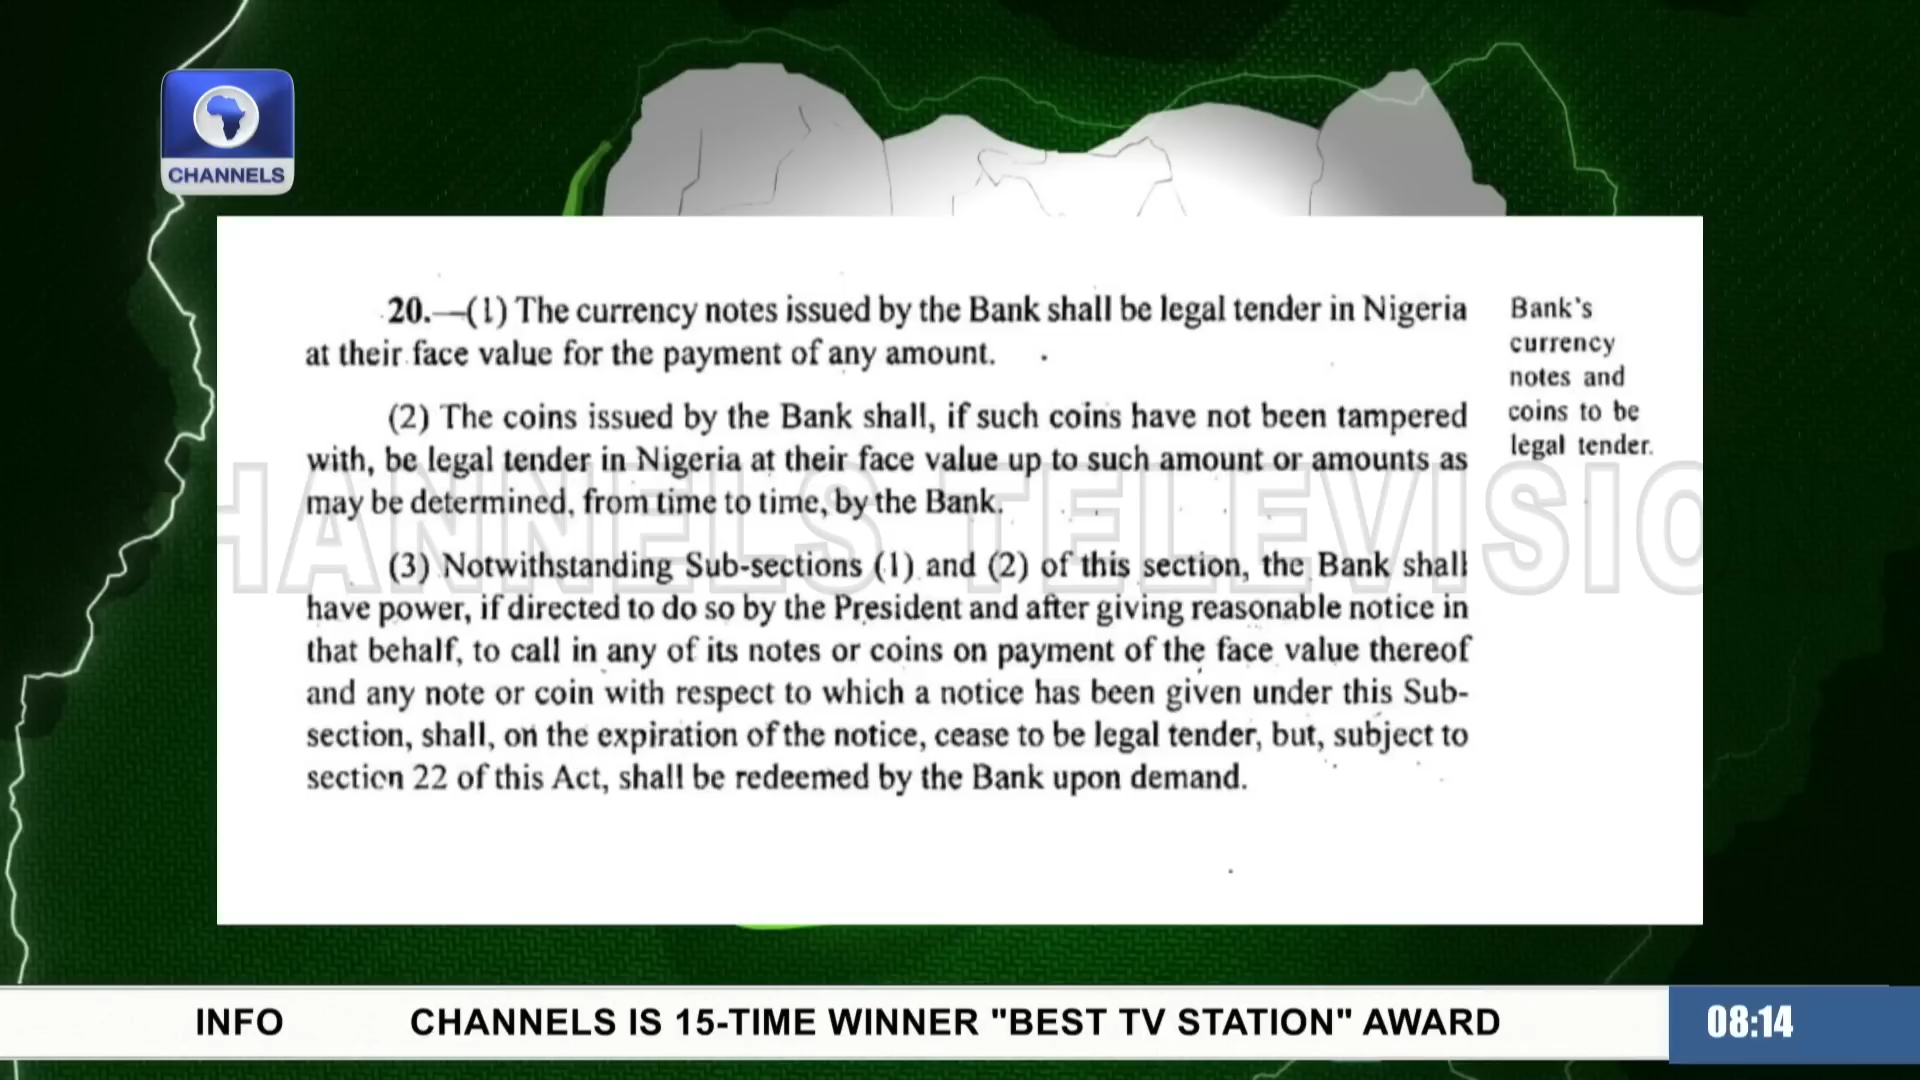 CHANNELS
20.—(1) The currency notes issued by the Bank shall be legal tender in Nigeria
at their face value for the payment of any amount.
(2) The coins issued by the Bank shall, if such coins have not been tampered
with, be legal tender in Nigeria at their face value up to such amount or amounts as
may be determined, from time to time, by the Bank.
(3) Notwithstanding Sub-sections (1) and (2) of this section, the Bank shall
have power, if directed to do so by the President and after giving reasonable notice in
that behalf, to call in any of its notes or coins on payment of the face value thereof
and any note or coin with respect to which a notice has been given under this Sub-
section, shall, on the expiration of the notice, cease to be legal tender, but, subject to
section 22 of this Act, shall be redeemed by the Bank upon demand.
Bank's
currency
notes and
coins to be
legal tender.
HANNELS TELEVISIO
INFO CHANNELS IS 15-TIME WINNER "BEST TV STATION" AWARD 08:14